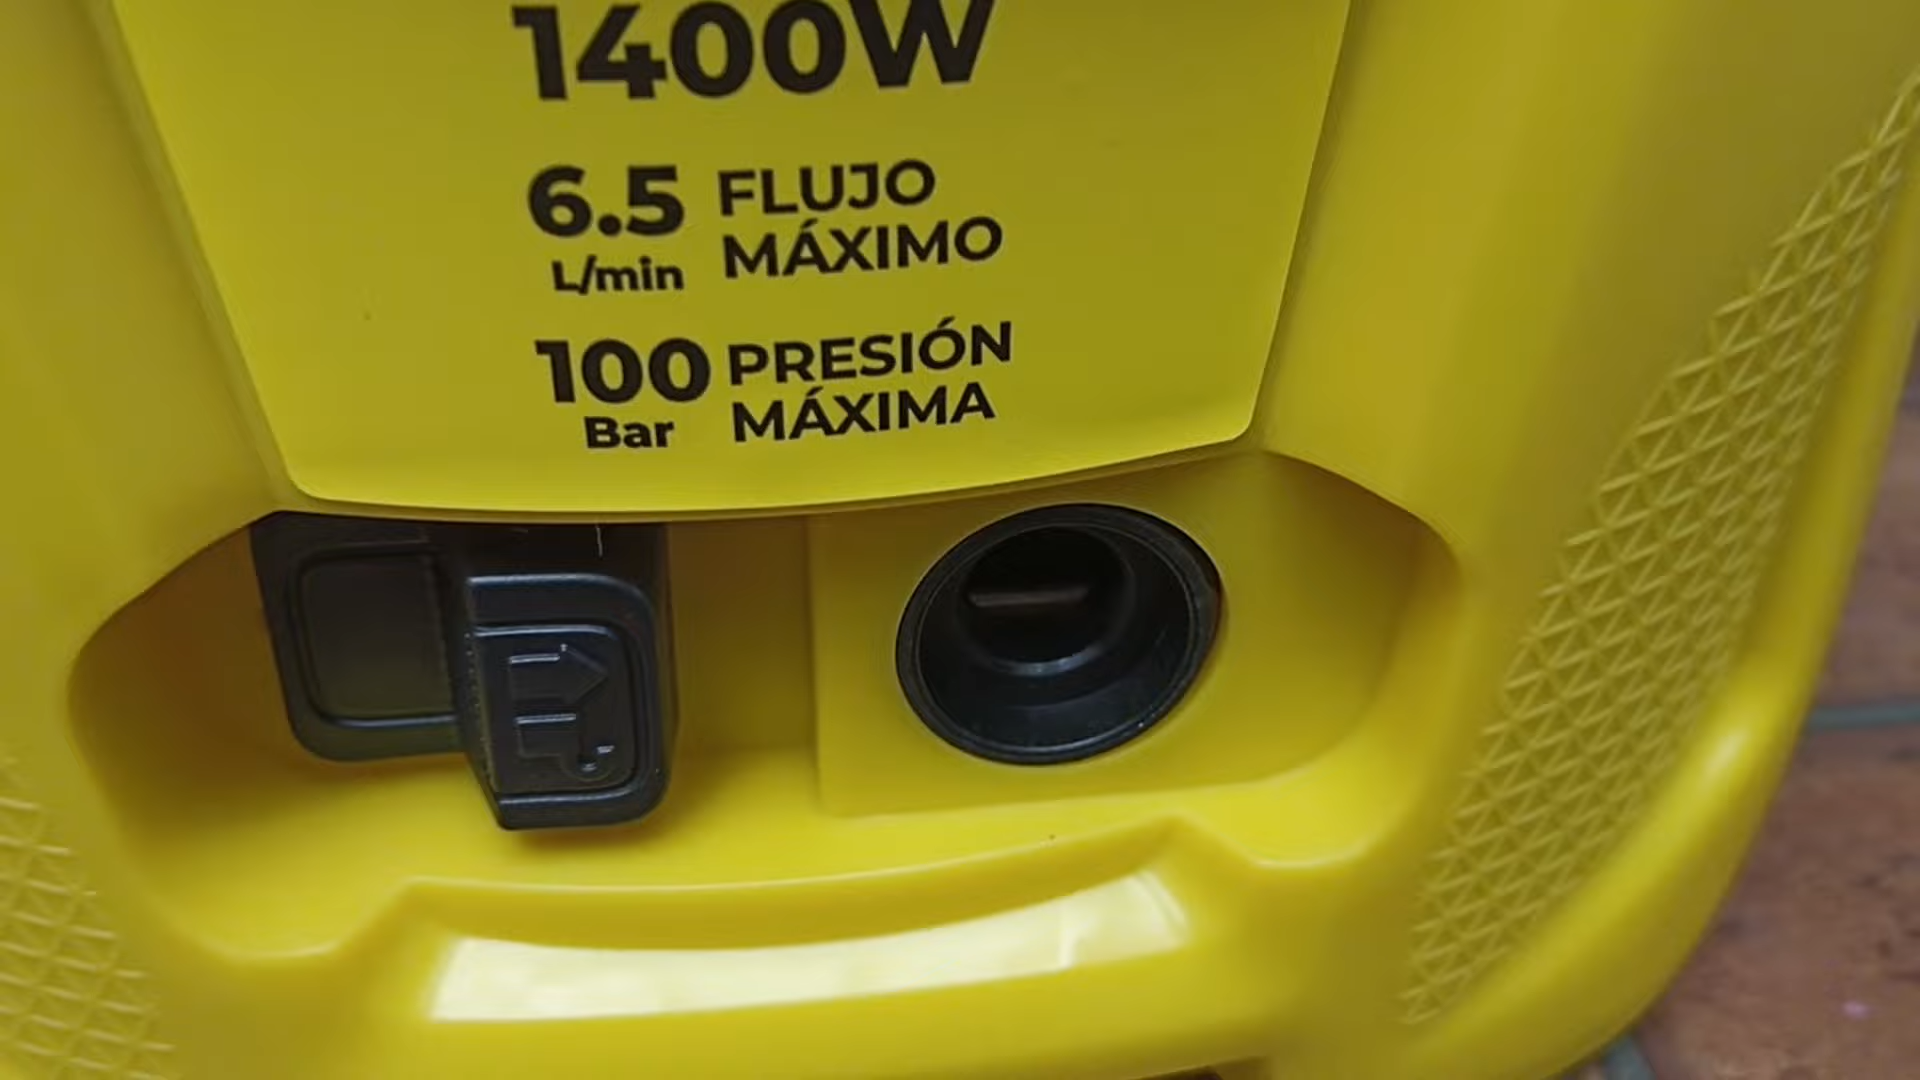 1400W
6.5 FLUJO
L/min MÁXIMO
100 PRESIÓN
Bar MÁXIMA